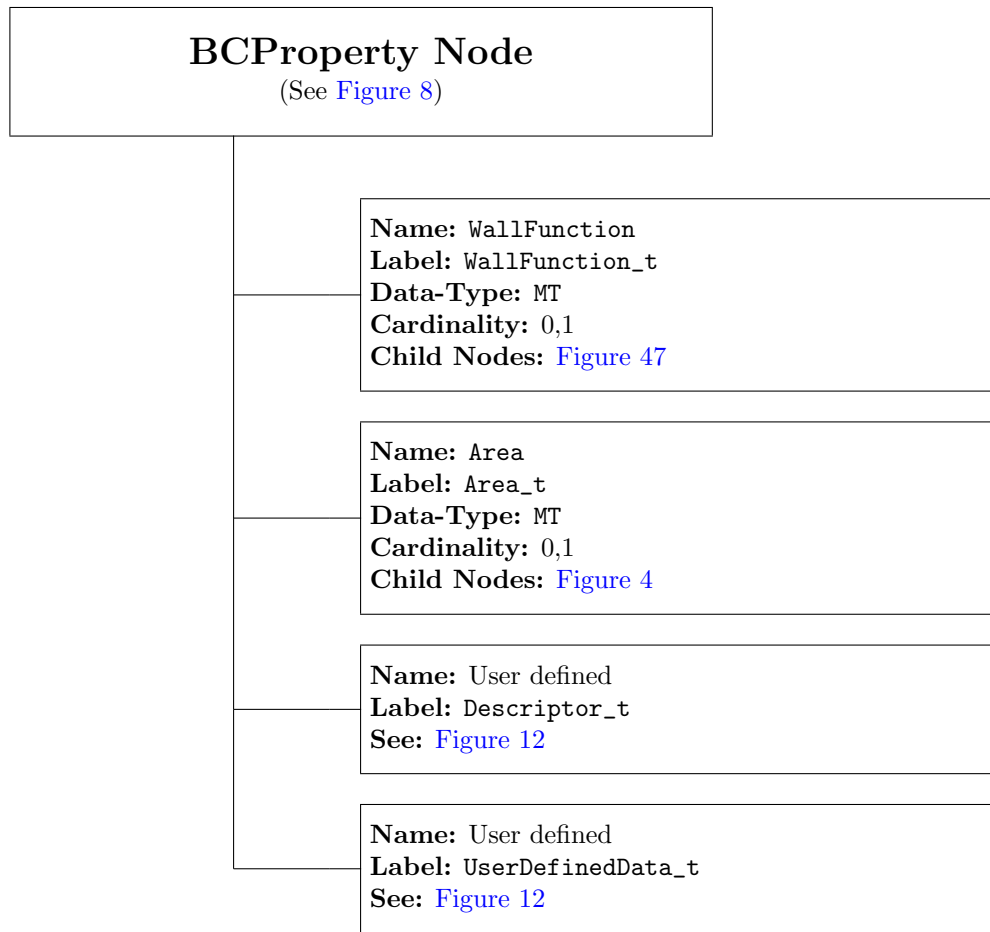 BCProperty Node
(See Figure 8)
Name: WallFunction
Label: WallFunction_t
Data-Type: MT
Cardinality: 0,1
Child Nodes: Figure 47
Name: Area
Label: Area_t
Data-Type: MT
Cardinality: 0,1
Child Nodes: Figure 4
Name: User defined
Label: Descriptor_t
See: Figure 12
Name: User defined
Label: UserDefinedData_t
See: Figure 12